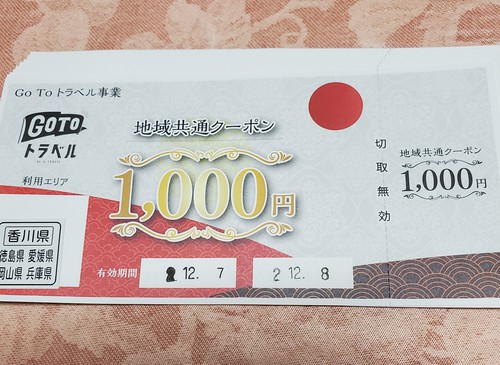 Go To トラベル事業
GOTO
トラベル
利用エリア
香川県
徳島県 愛媛県
岡山県 兵庫県
地域共通クーポン
1,000円
有効期間
2 12. 7
2 12. 8
切取無効
地域共通クーポン
1,000円